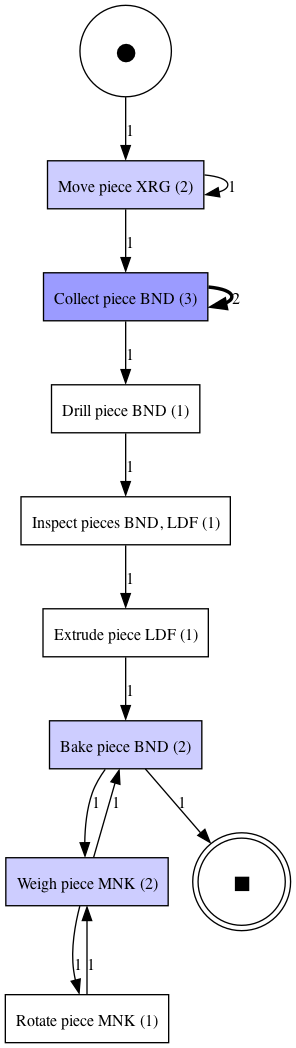 1
Move piece XRG (2)
1
1
Collect piece BND (3)
2
1
Drill piece BND (1)
1
Inspect pieces BND, LDF (1)
1
Extrude piece LDF (1)
1
Bake piece BND (2)
1
1
1
Weigh piece MNK (2)
1
1
Rotate piece MNK (1)